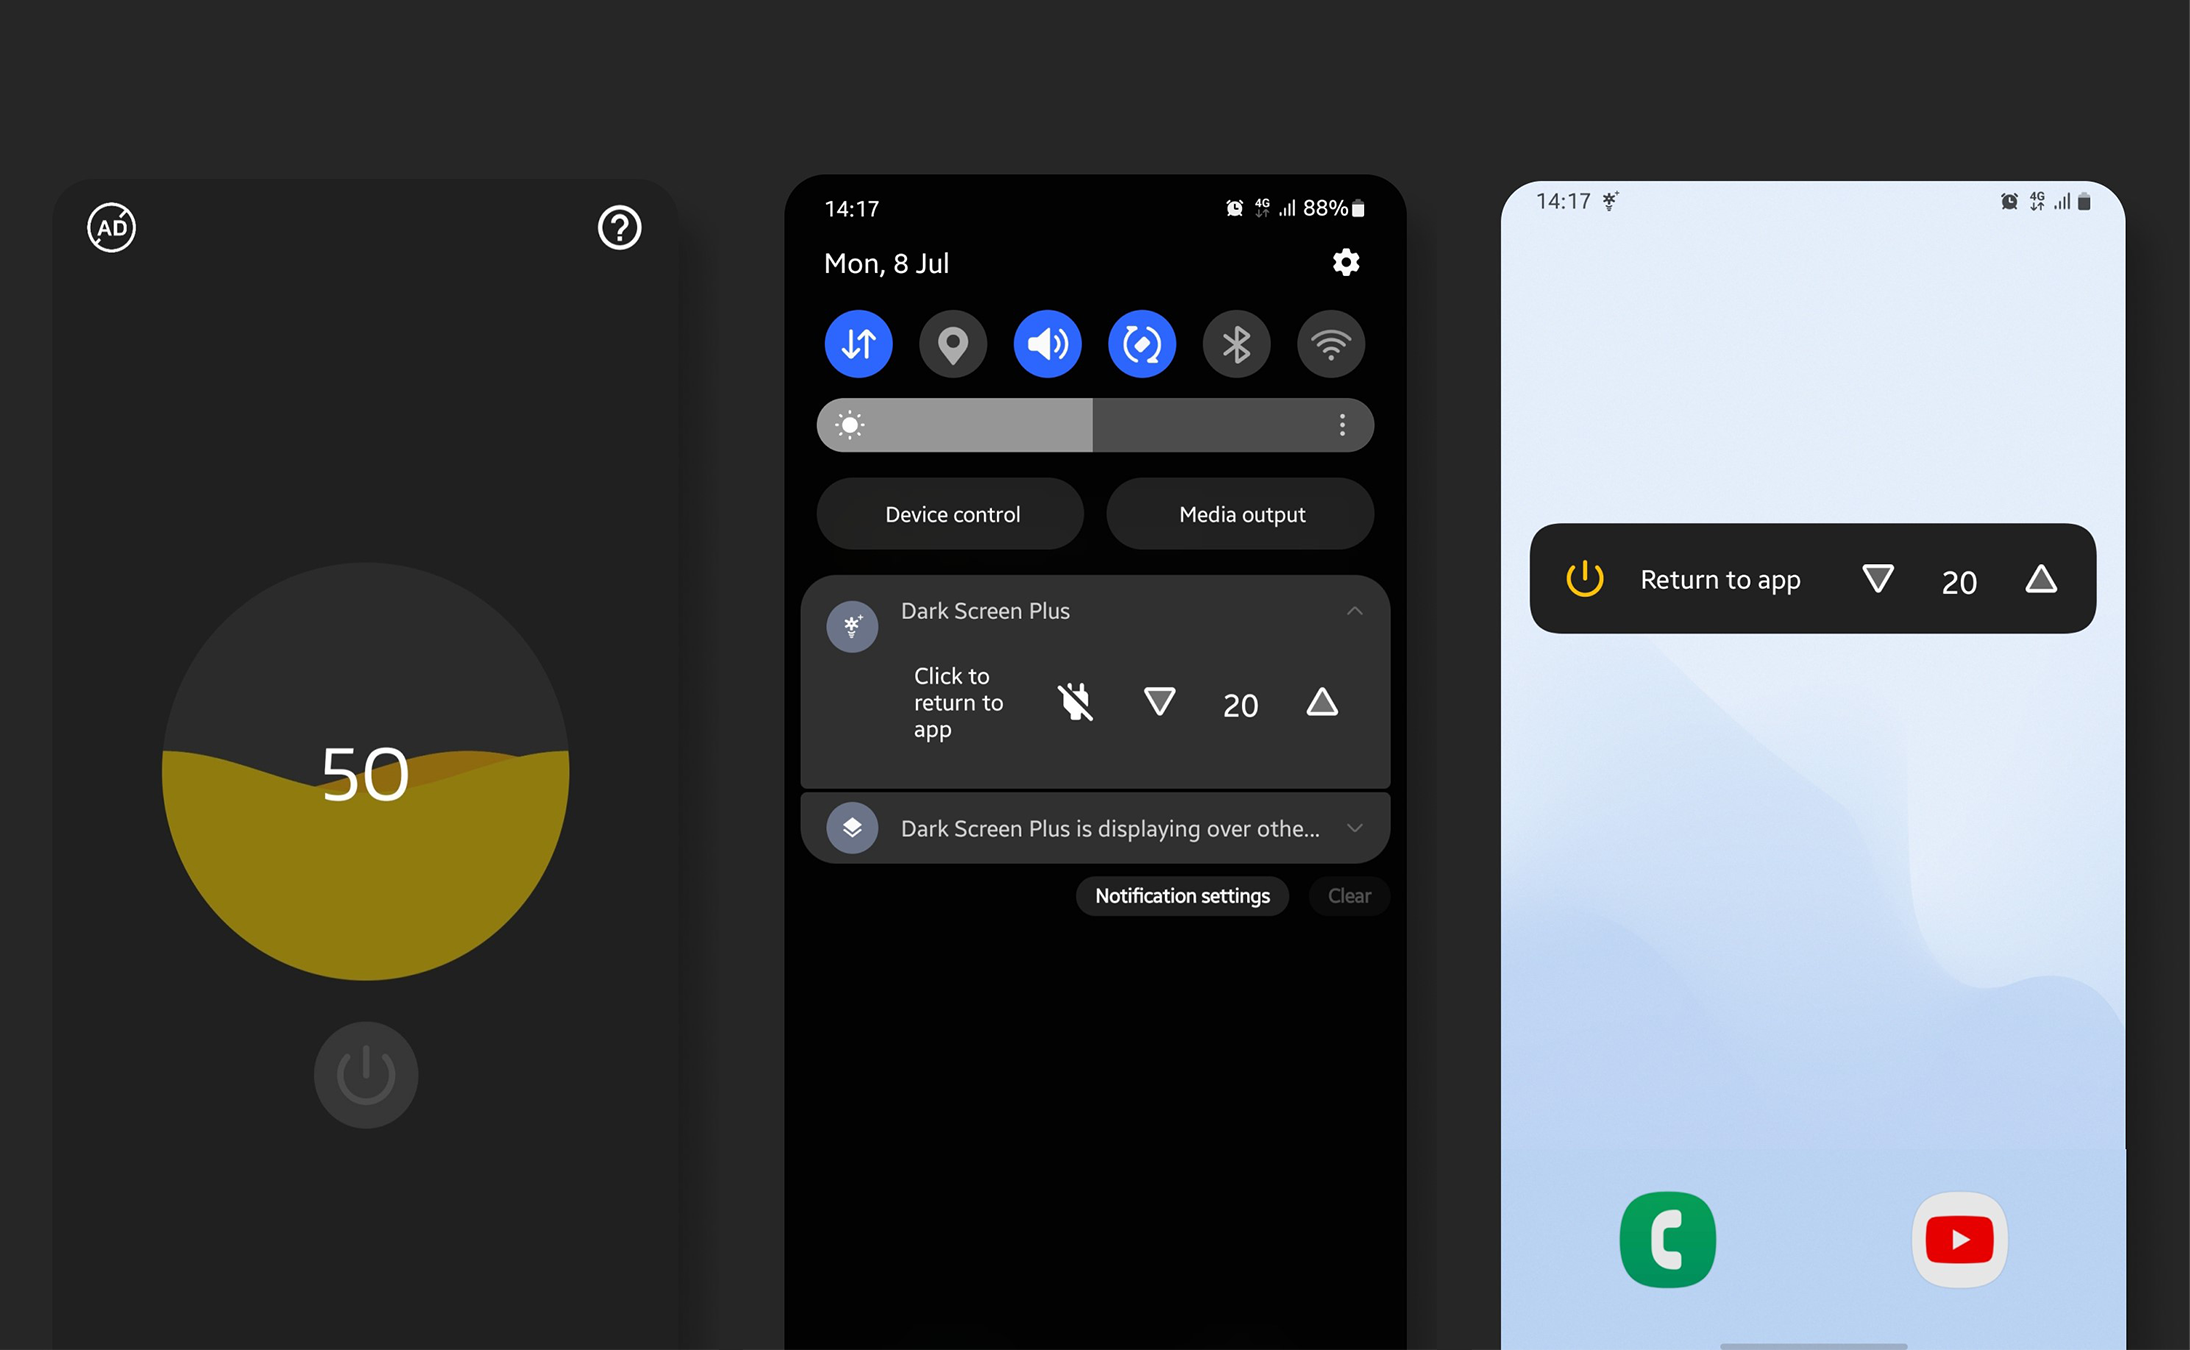 AD
?
50
14:17
4G
88%
Mon, 8 Jul
Device control
Media output
Dark Screen Plus
Click to
return to
app
20
Dark Screen Plus is displaying over othe...
Notification settings
Clear
14:17
4G
Return to app
20